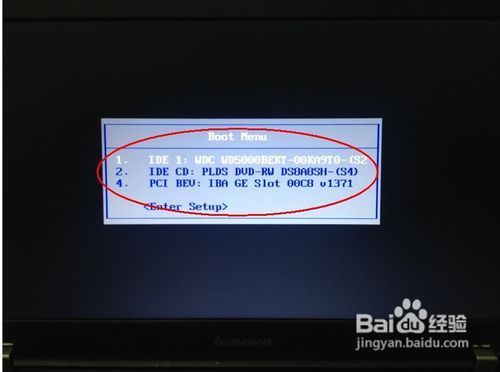 Boot Menu
1. IDE 1: WDC WD5000BEKT-00KA9T0-(S2
2. IDE CD: PLDS DVD-RW DS8A8SH-(S4)
4. PCI BEV: IBA GE Slot 00C8 v1371
<Enter Setup>
lenovo
Baidu经验
jingyan.baidu.com